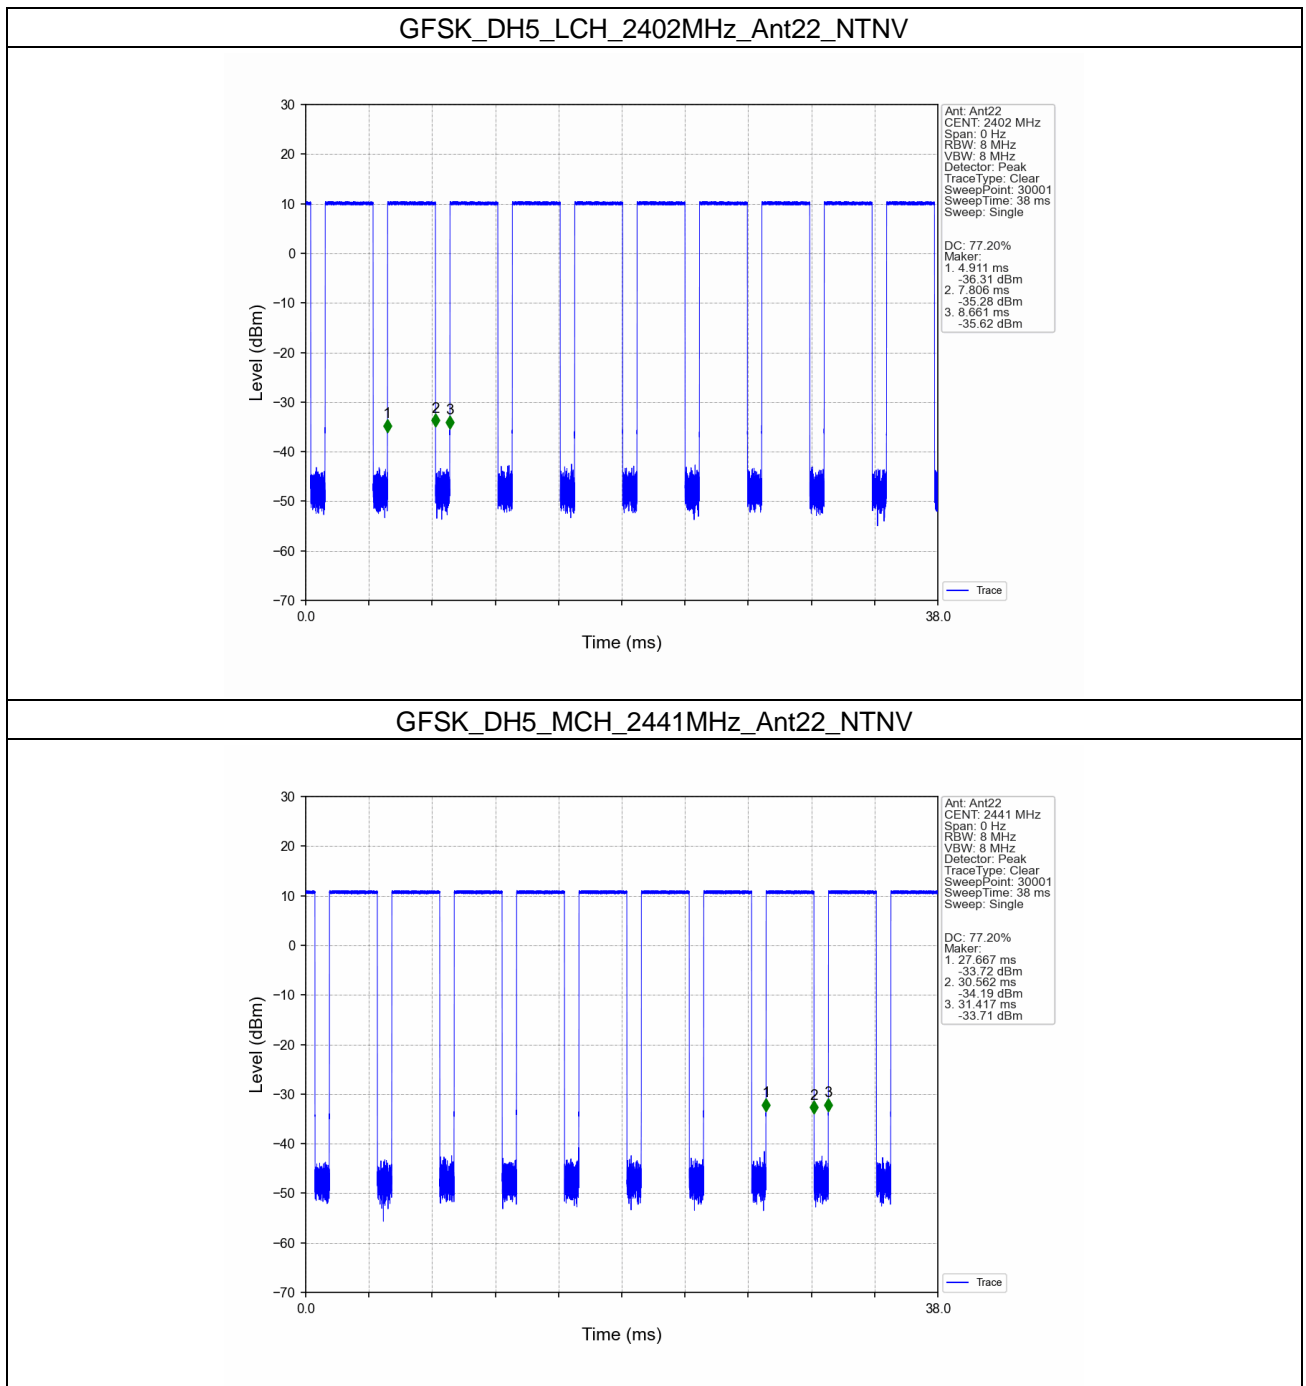 GFSK_DH5_LCH_2402MHz_Ant22_NTNV
30
20
10
0
−10
−20
−30
−40
−50
−60
−70
Level (dBm)
0.0
38.0
Time (ms)
1
2
3
Ant: Ant22
CENT: 2402 MHz
Span: 0 Hz
RBW: 8 MHz
VBW: 8 MHz
Detector: Peak
TraceType: Clear
SweepPoint: 30001
SweepTime: 38 ms
Sweep: Single
DC: 77.20%
Maker:
1. 4.911 ms
-36.31 dBm
2. 7.806 ms
-35.28 dBm
3. 8.661 ms
-35.62 dBm
Trace
GFSK_DH5_MCH_2441MHz_Ant22_NTNV
30
20
10
0
−10
−20
−30
−40
−50
−60
−70
Level (dBm)
0.0
38.0
Time (ms)
1
2
3
Ant: Ant22
CENT: 2441 MHz
Span: 0 Hz
RBW: 8 MHz
VBW: 8 MHz
Detector: Peak
TraceType: Clear
SweepPoint: 30001
SweepTime: 38 ms
Sweep: Single
DC: 77.20%
Maker:
1. 27.667 ms
-33.72 dBm
2. 30.562 ms
-34.19 dBm
3. 31.417 ms
-33.71 dBm
Trace